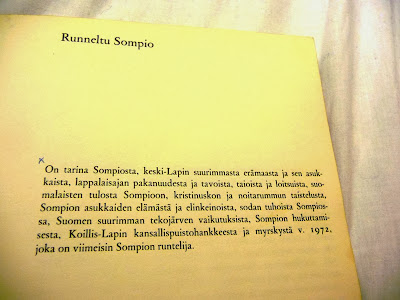 Runneltu Sompio
On tarina Sompiosta, keski-Lapin suurimmasta erämaasta ja sen asuk-
kaista, lappalaisajan pakanuudesta ja tavoista, taioista ja loitsuista, suo-
malaisten tulosta Sompioon, kristinuskon ja noitarummun taistelusta,
Sompion asukkaiden elämästä ja elinkeinoista, sodan tuhoista Sompios-
sa, Suomen suurimman tekojärven vaikutuksista, Sompion hukuttami-
sesta, Koillis-Lapin kansallispuistohankkeesta ja myrskystä v. 1972,
joka on viimeisin Sompion runtelija.